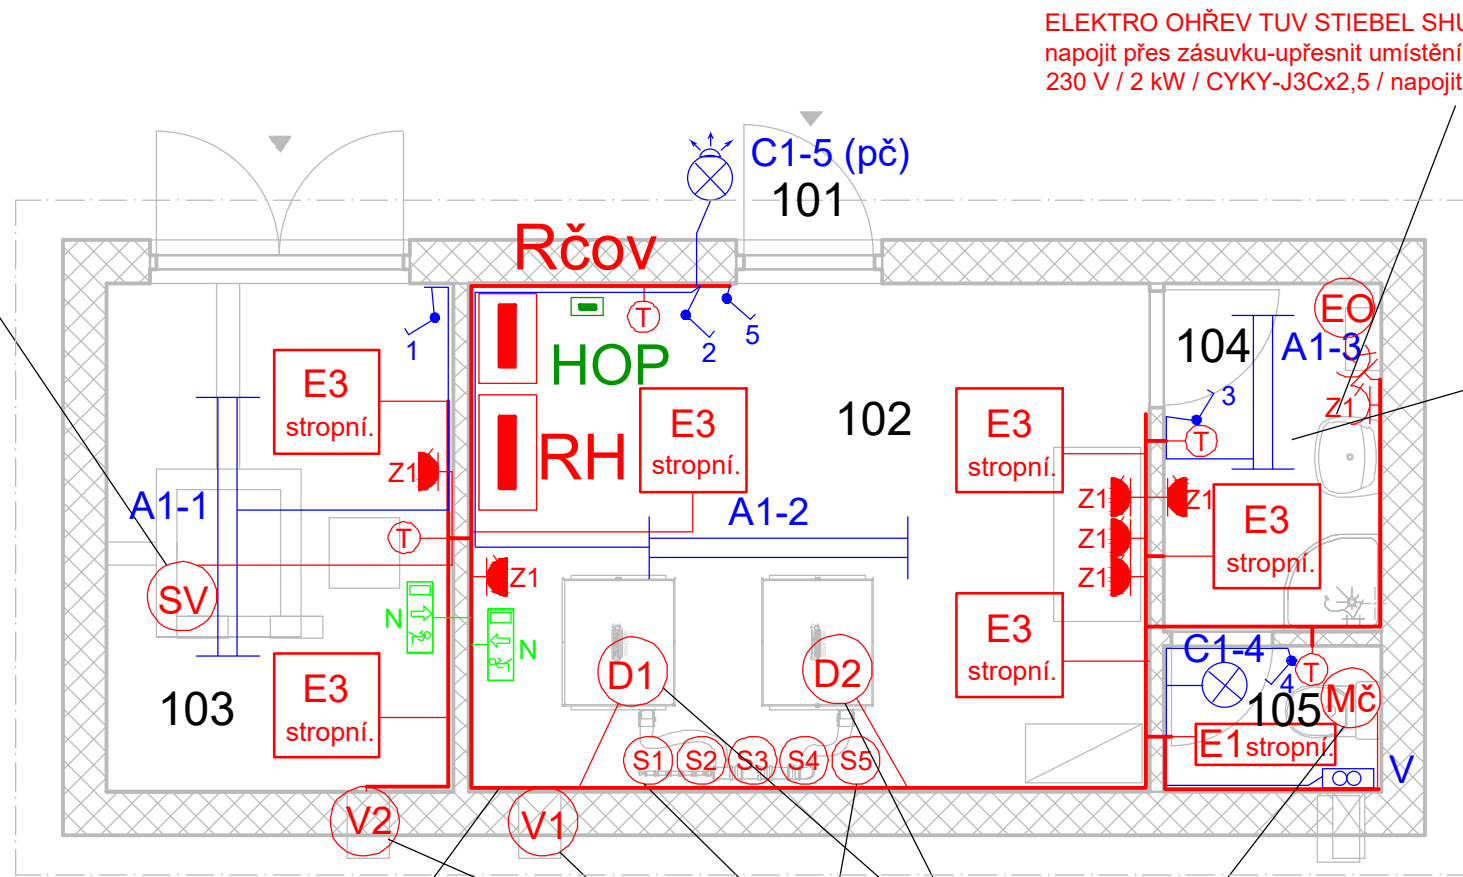 ELEKTRO OHŘEV TUV STIEBEL SHU
napojit přes zásuvku-upřesnit umístění
230 V / 2 kW / CYKY-J3Cx2,5 / napojit
C1-5 (pč)
101
Rčov
EO
T
5
2
1
HOP
104
A1-3
E3
stropní.
E3
stropní.
102
E3
stropní.
3
Z1
T
RH
Z1
A1-1
A1-2
Z1
Z1
E3
stropní.
T
Z1
Z1
Z1
SV
N
N
E3
stropní.
C1-4
4
T
D1
D2
E3
stropní.
103
105
Mč
E1 stropní.
S1
S2
S3
S4
S5
V
V2
V1